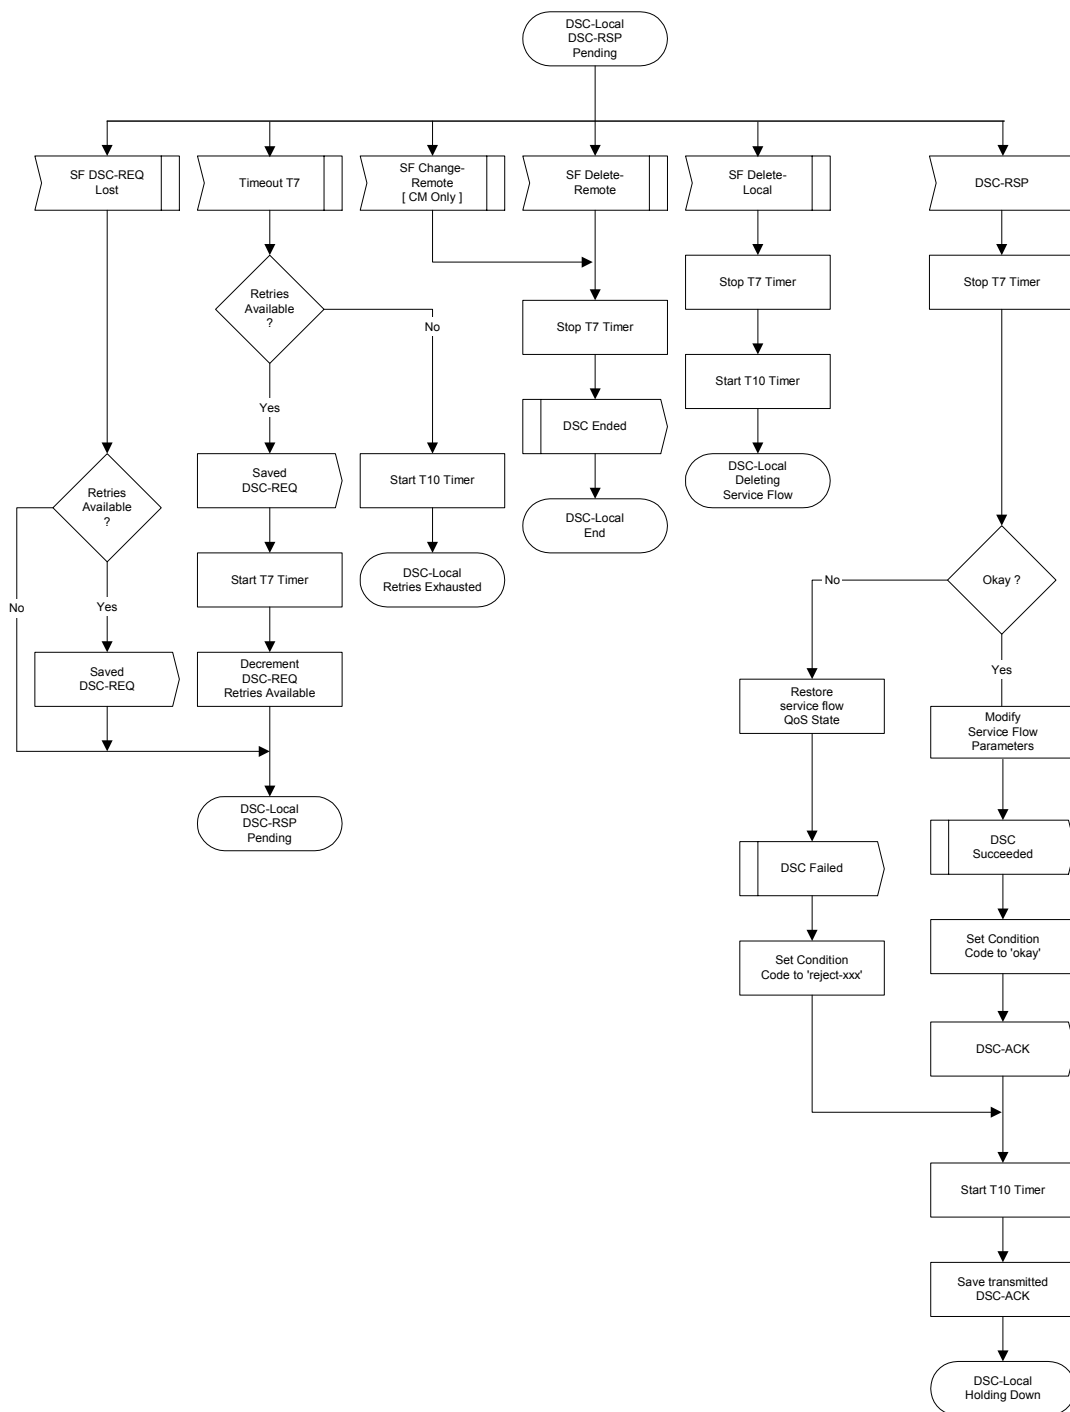 DSC-Local
DSC-RSP
Pending
SF DSC-REQ
Lost
Timeout T7
SF Change-
Remote
[ CM Only ]
SF Delete-
Remote
SF Delete-
Local
DSC-RSP
Retries
Available
?
No
Stop T7 Timer
Stop T7 Timer
Stop T7 Timer
Start T10 Timer
Yes
DSC Ended
Saved
DSC-REQ
Start T10 Timer
DSC-Local
Deleting
Service Flow
Retries
Available
?
DSC-Local
End
Start T7 Timer
DSC-Local
Retries Exhausted
Okay ?
No
No
Yes
Yes
Saved
DSC-REQ
Decrement
DSC-REQ
Retries Available
Restore
service flow
QoS State
Modify
Service Flow
Parameters
DSC-Local
DSC-RSP
Pending
DSC Failed
DSC
Succeeded
Set Condition
Code to 'reject-xxx'
Set Condition
Code to 'okay'
DSC-ACK
Start T10 Timer
Save transmitted
DSC-ACK
DSC-Local
Holding Down